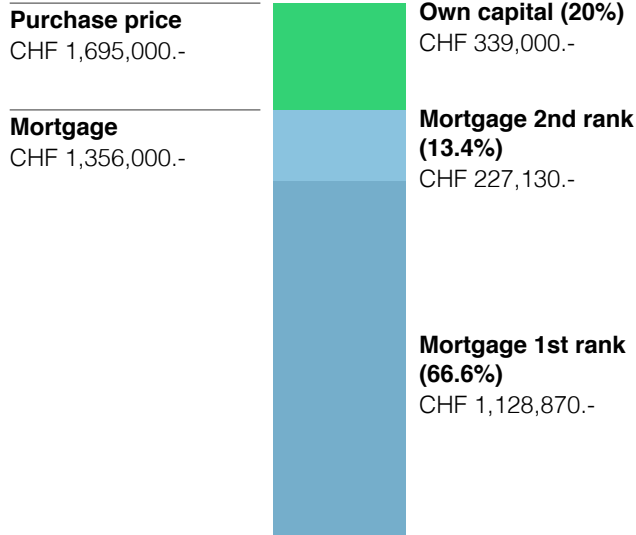 Purchase price
CHF 1,695,000.-
Mortgage
CHF 1,356,000.-
Own capital (20%)
CHF 339,000.-
Mortgage 2nd rank
(13.4%)
CHF 227,130.-
Mortgage 1st rank
(66.6%)
CHF 1,128,870.-